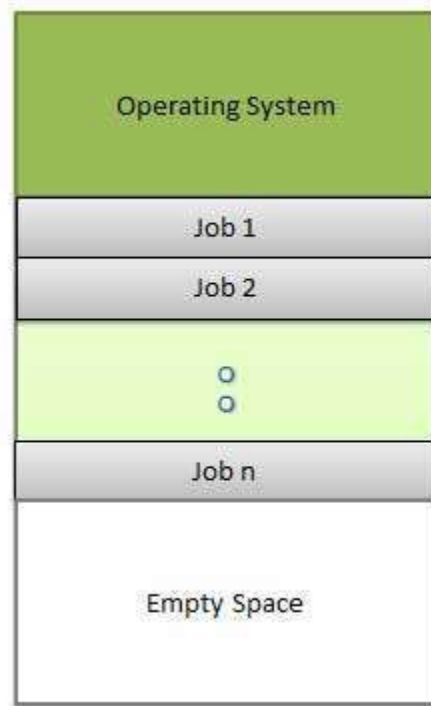 Operating System
Job 1
Job 2
o
o
Job n
Empty Space